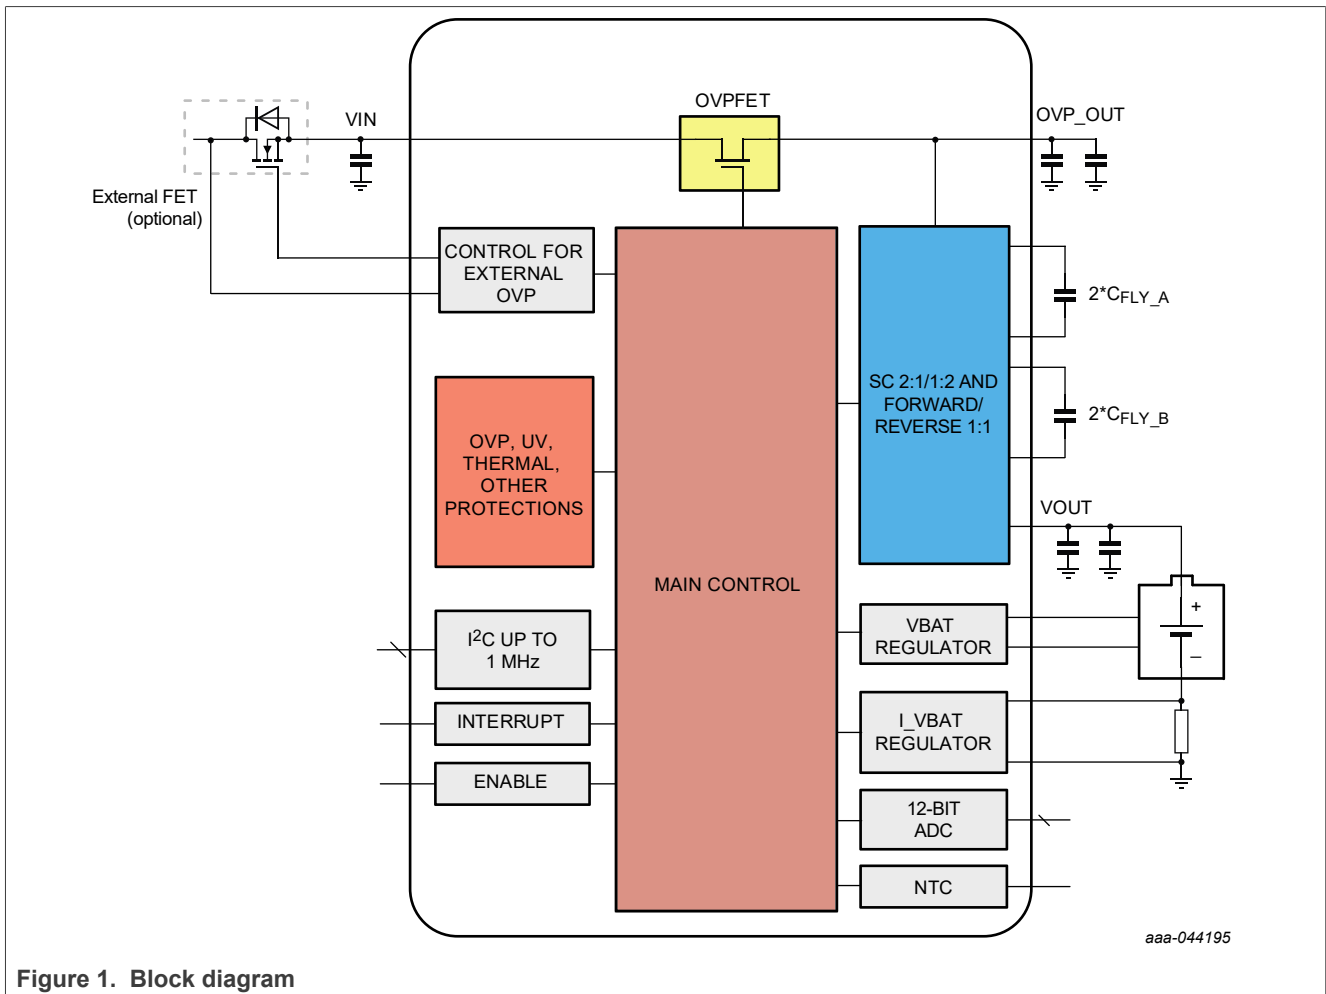 OVPFET
VIN
OVP_OUT
External FET
(optional)
CONTROL FOR
EXTERNAL
OVP
2*CFLY_A
SC 2:1/1:2 AND
FORWARD/
REVERSE 1:1
2*CFLY_B
OVP, UV,
THERMAL,
OTHER
PROTECTIONS
VOUT
MAIN CONTROL
I2C UP TO
1 MHz
VBAT
REGULATOR
+
–
INTERRUPT
I_VBAT
REGULATOR
ENABLE
12-BIT
ADC
NTC
aaa-044195
Figure 1. Block diagram